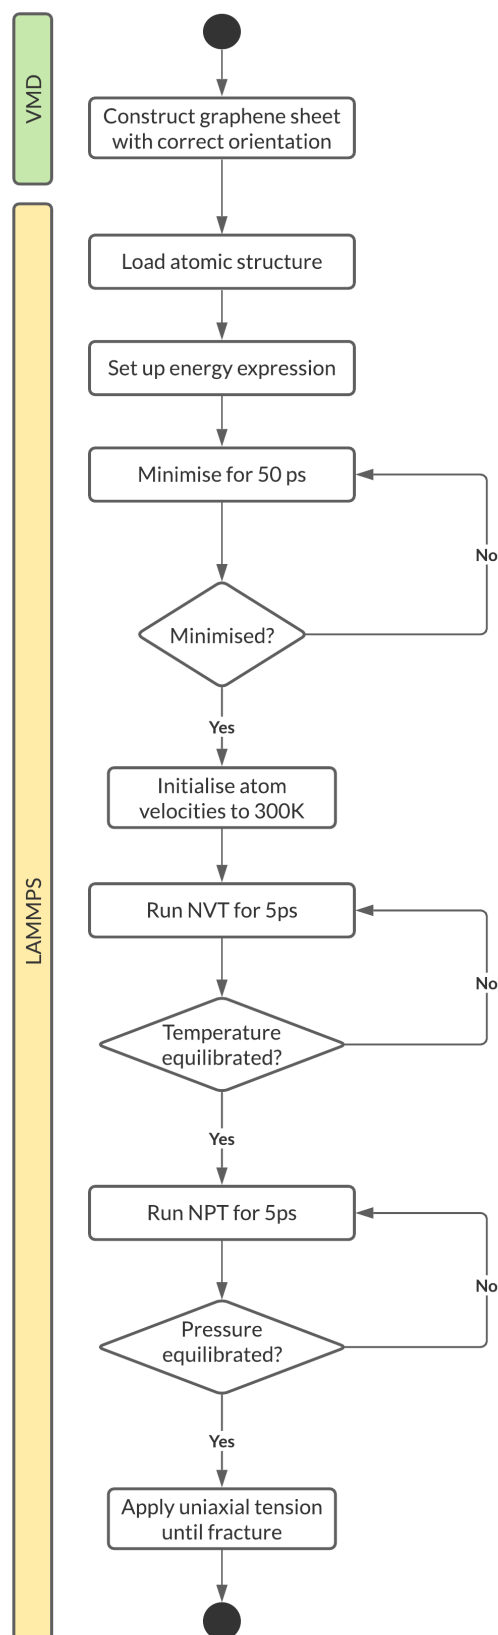 VMD
Construct graphene sheet
with correct orientation
LAMMPS
Load atomic structure
Set up energy expression
Minimise for 50 ps
No
Minimised?
Yes
Initialise atom
velocities to 300K
Run NVT for 5ps
No
Temperature
equilibrated?
Yes
Run NPT for 5ps
No
Pressure
equilibrated?
Yes
Apply uniaxial tension
until fracture